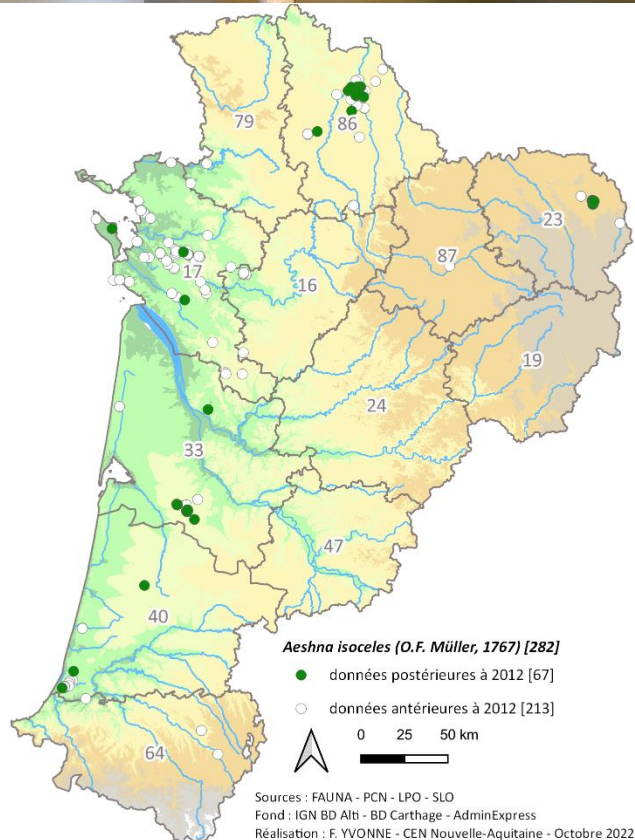 79
86
23
17
16
87
19
24
33
47
40
64
Aeshna isoceles (O.F. Müller, 1767) [282]
données postérieures à 2012 [67]
données antérieures à 2012 [213]
0 25 50 km
Sources : FAUNA - PCN - LPO - SLO
Fond : IGN BD Alti - BD Carthage - AdminExpress
Réalisation : F. YVONNE - CEN Nouvelle-Aquitaine - Octobre 2022